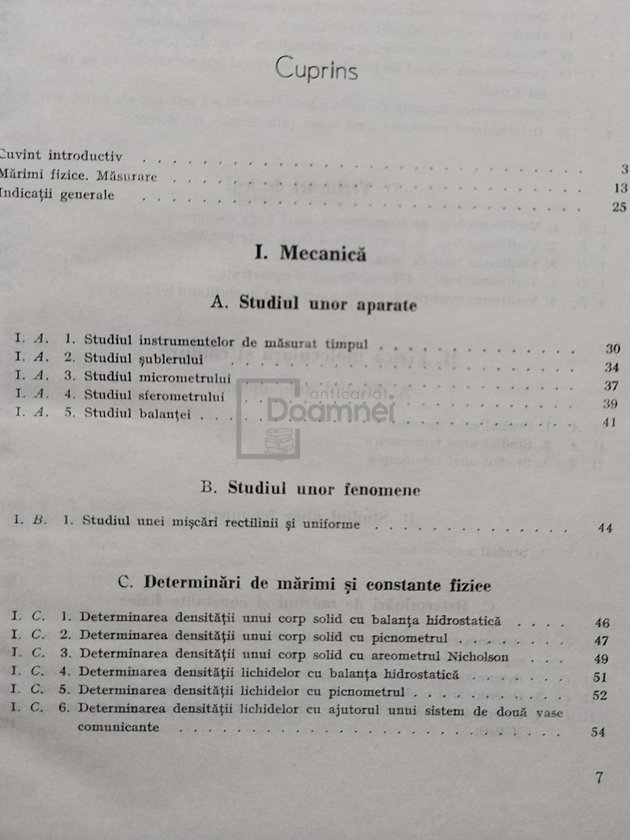 Cuprins
Cuvînt introductiv . . . . . . . . . . . . . . . . . . . . . . 3
Mărimi fizice. Măsurare . . . . . . . . . . . . . . . . . . . . 13
Indicații generale . . . . . . . . . . . . . . . . . . . . . . 25
I. Mecanică
A. Studiul unor aparate
I. A. 1. Studiul instrumentelor de măsurat timpul . . . . . . . . . 30
I. A. 2. Studiul șublerului . . . . . . . . . . . . . . . . . 34
I. A. 3. Studiul micrometrului . . . . . . . . . . . . . . . . 37
I. A. 4. Studiul sferometrului . . . . . . . . . . . . . . . . 39
I. A. 5. Studiul balanței . . . . . . . . . . . . . . . . . . 41
anticariat
Doamnei
B. Studiul unor fenomene
I. B. 1. Studiul unei mișcări rectilinii și uniforme . . . . . . . . . 44
C. Determinări de mărimi și constante fizice
I. C. 1. Determinarea densității unui corp solid cu balanța hidrostatică . . . . 46
I. C. 2. Determinarea densității unui corp solid cu picnometrul . . . . . . 47
I. C. 3. Determinarea densității unui corp solid cu areometrul Nicholson . . . 49
I. C. 4. Determinarea densității lichidelor cu balanța hidrostatică . . . . . . 51
I. C. 5. Determinarea densității lichidelor cu picnometrul . . . . . . . . 52
I. C. 6. Determinarea densității lichidelor cu ajutorul unui sistem de două vase
comunicante . . . . . . . . . . . . . . . . . . . . . 54
7